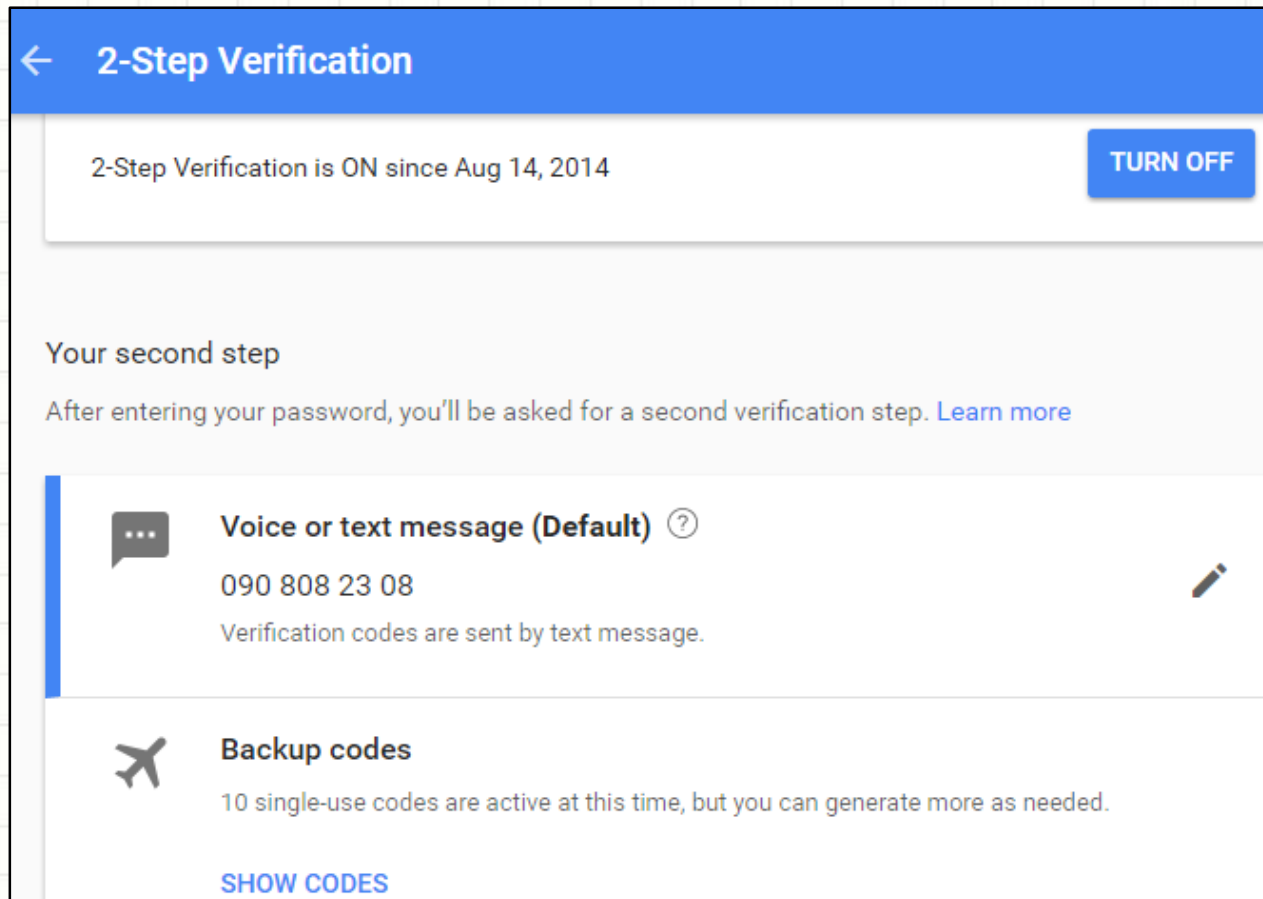 2-Step Verification
2-Step Verification is ON since Aug 14, 2014
TURN OFF
Your second step
After entering your password, you'll be asked for a second verification step. Learn more
Voice or text message (Default) ?
090 808 23 08
Verification codes are sent by text message.
Backup codes
10 single-use codes are active at this time, but you can generate more as needed.
SHOW CODES